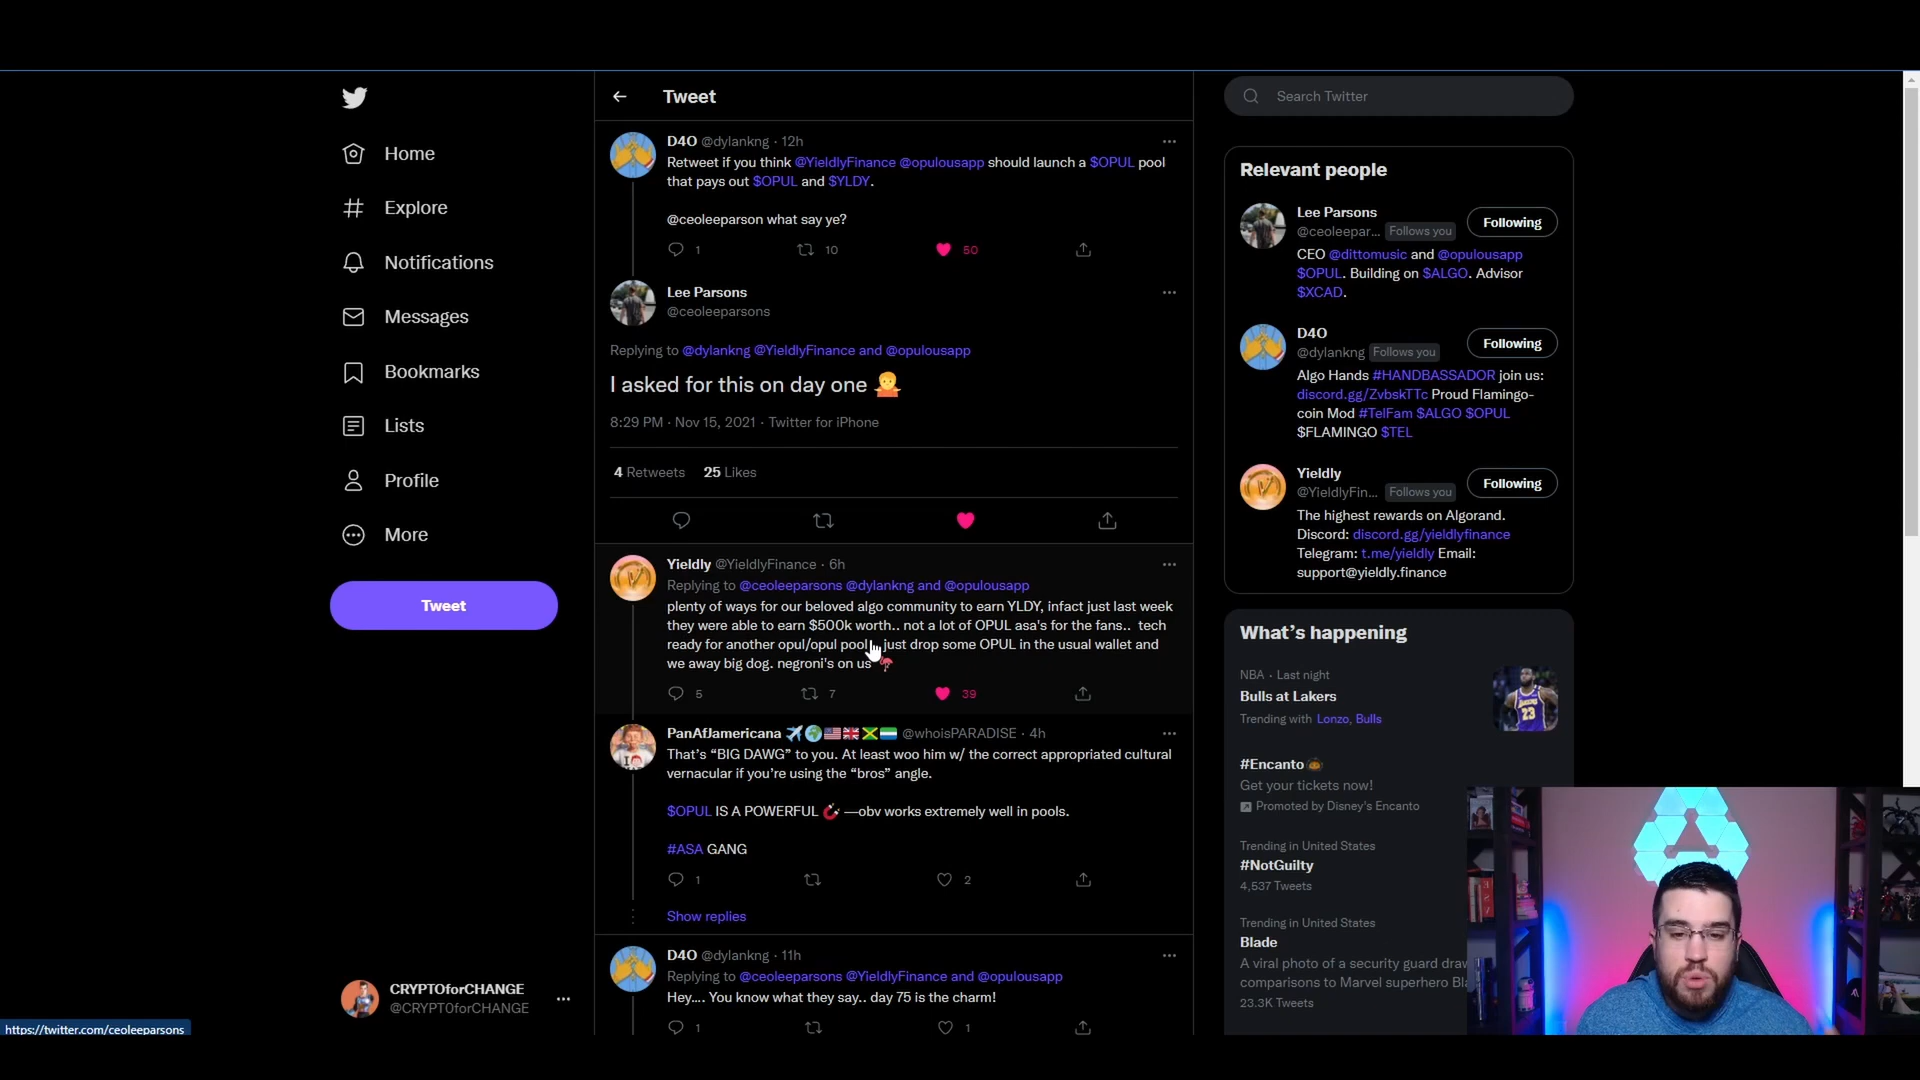 Home
Explore
Notifications
Messages
Bookmarks
Lists
Profile
More
Tweet
CRYPTOforCHANGE
@CRYPT0forCHANGE
https://twitter.com/ceoleeparsons
Tweet
D4O @dylankng · 12h
Retweet if you think @YieldlyFinance @opulousapp should launch a $OPUL pool
that pays out $OPUL and $YLDY.
@ceoleeparson what say ye?
1 10 50
Lee Parsons
@ceoleeparsons
Replying to @dylankng @YieldlyFinance and @opulousapp
I asked for this on day one 🤷
8:29 PM · Nov 15, 2021 · Twitter for iPhone
4 Retweets 25 Likes
Yieldly @YieldlyFinance · 6h
Replying to @ceoleeparsons @dylankng and @opulousapp
plenty of ways for our beloved algo community to earn YLDY, infact just last week
they were able to earn $500k worth.. not a lot of OPUL asa's for the fans.. tech
ready for another opul/opul pool just drop some OPUL in the usual wallet and
we away big dog. negroni's on us 🦩
5 7 39
PanAfJamericana ✈️🌍🇺🇸🇬🇧🇯🇲🇸🇱 @whoisPARADISE · 4h
That's “BIG DAWG” to you. At least woo him w/ the correct appropriated cultural
vernacular if you're using the “bros” angle.
$OPUL IS A POWERFUL 🧲 —obv works extremely well in pools.
#ASA GANG
1 2
Show replies
D4O @dylankng · 11h
Replying to @ceoleeparsons @YieldlyFinance and @opulousapp
Hey.... You know what they say.. day 75 is the charm!
1 1
Search Twitter
Relevant people
Lee Parsons
@ceoleepar... Follows you
Following
CEO @dittomusic and @opulousapp
$OPUL. Building on $ALGO. Advisor
$XCAD.
D4O
@dylankng Follows you
Following
Algo Hands #HANDBASSADOR join us:
discord.gg/ZvbskTTc Proud Flamingo-
coin Mod #TelFam $ALGO $OPUL
$FLAMINGO $TEL
Yieldly
@YieldlyFin... Follows you
Following
The highest rewards on Algorand.
Discord: discord.gg/yieldlyfinance
Telegram: t.me/yieldly Email:
support@yieldly.finance
What's happening
NBA · Last night
Bulls at Lakers
Trending with Lonzo, Bulls
#Encanto
Get your tickets now!
Promoted by Disney's Encanto
Trending in United States
#NotGuilty
4,537 Tweets
Trending in United States
Blade
A viral photo of a security guard draw
comparisons to Marvel superhero Bla
23.3K Tweets